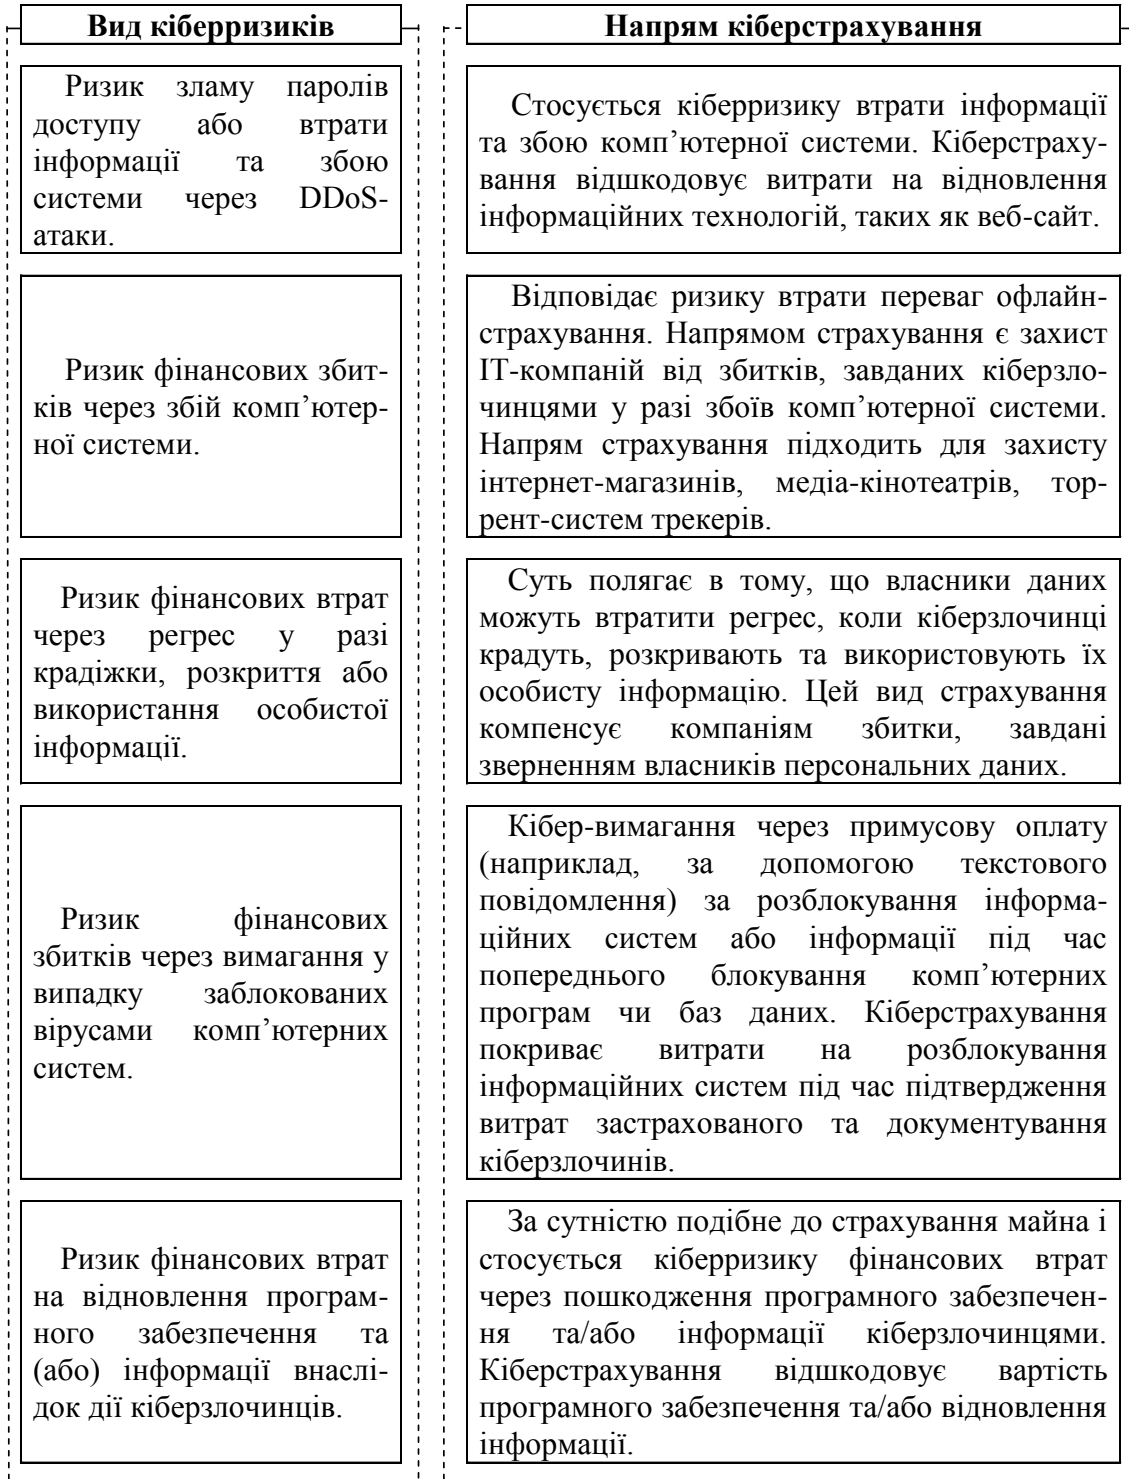 Вид кіберризиків
Напрям кіберстрахування
Ризик зламу паролів
доступу або втрати
інформації та збою
системи через DDoS-
атаки.
Стосується кіберризику втрати інформації
та збою комп’ютерної системи. Кіберстраху-
вання відшкодовує витрати на відновлення
інформаційних технологій, таких як веб-сайт.
Ризик фінансових збит-
ків через збій комп’ютер-
ної системи.
Відповідає ризику втрати переваг офлайн-
страхування. Напрямом страхування є захист
ІТ-компаній від збитків, завданих кіберзло-
чинцями у разі збоїв комп’ютерної системи.
Напрям страхування підходить для захисту
інтернет-магазинів, медіа-кінотеатрів, тор-
рент-систем трекерів.
Ризик фінансових втрат
через регрес у разі
крадіжки, розкриття або
використання особистої
інформації.
Суть полягає в тому, що власники даних
можуть втратити регрес, коли кіберзлочинці
крадуть, розкривають та використовують їх
особисту інформацію. Цей вид страхування
компенсує компаніям збитки, завдані
зверненням власників персональних даних.
Ризик фінансових
збитків через вимагання у
випадку заблокованих
вірусами комп’ютерних
систем.
Кібер-вимагання через примусову оплату
(наприклад, за допомогою текстового
повідомлення) за розблокування інформа-
ційних систем або інформації під час
попереднього блокування комп’ютерних
програм чи баз даних. Кіберстрахування
покриває витрати на розблокування
інформаційних систем під час підтвердження
витрат застрахованого та документування
кіберзлочинів.
Ризик фінансових втрат
на відновлення програм-
ного забезпечення та
(або) інформації внаслі-
док дії кіберзлочинців.
За сутністю подібне до страхування майна і
стосується кіберризику фінансових втрат
через пошкодження програмного забезпечен-
ня та/або інформації кіберзлочинцями.
Кіберстрахування відшкодовує вартість
програмного забезпечення та/або відновлення
інформації.